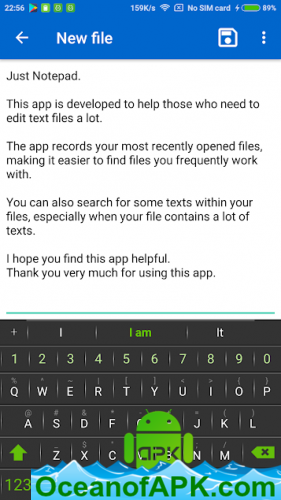 22:56 159K/s No SIM card 89%
New file
Just Notepad.
This app is developed to help those who need to
edit text files a lot.
The app records your most recently opened files,
making it easier to find files you frequently work
with.
You can also search for some texts within your
files, especially when your file contains a lot of
texts.
I hope you find this app helpful.
Thank you very much for using this app.
+ I I am It
1 2 3 4 5 6 7 8 9 0
Q W E R T Y U I O P
A S D F G H J K L
Z X C V B N M
123
APK
OceanofAPK.com